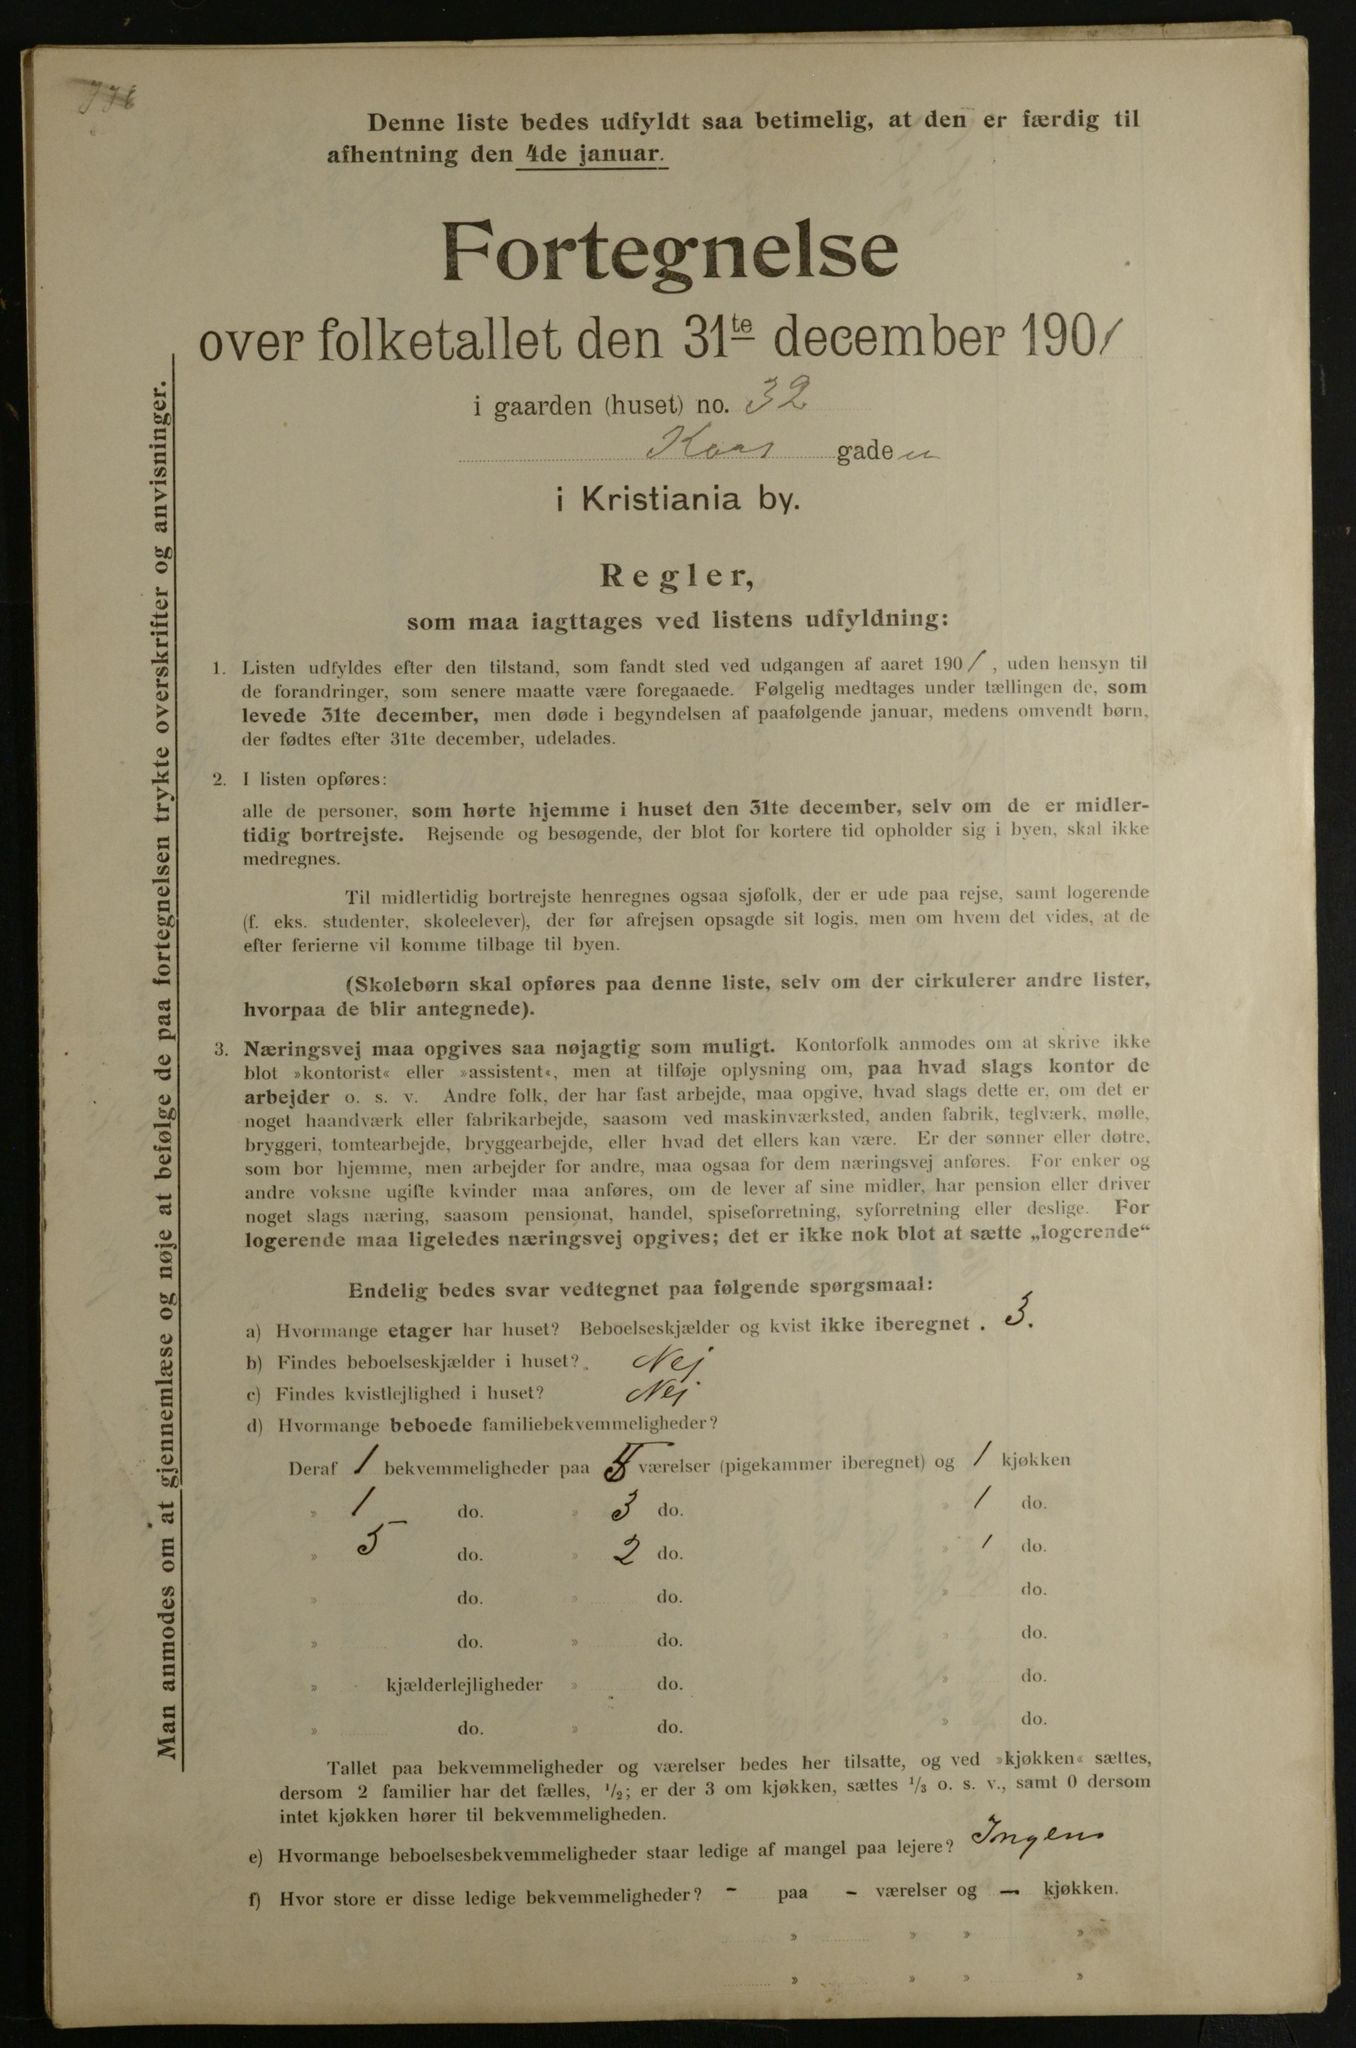 Denne liste bedes udfyldt saa betimelig, at den er færdig til
afhentning den 4de januar.
Fortegnelse
over folketallet den 31te december 1901
i gaarden (huset) no. 32
Kaas gaden
i Kristiania by.
Regler,
som maa iagttages ved listens udfyldning:
1. Listen udfyldes efter den tilstand, som fandt sted ved udgangen af aaret 1901, uden hensyn til
de forandringer, som senere maatte være foregaaede. Følgelig medtages under tællingen de, som
levede 31te december, men døde i begyndelsen af paafølgende januar, medens omvendt børn,
der fødtes efter 31te december, udelades.
2. I listen opføres:
alle de personer, som hørte hjemme i huset den 31te december, selv om de er midler-
tidig bortrejste. Rejsende og besøgende, der blot for kortere tid opholder sig i byen, skal ikke
medregnes.
Til midlertidig bortrejste henregnes ogsaa sjøfolk, der er ude paa rejse, samt logerende
(f. eks. studenter, skoleelever), der før afrejsen opsagde sit logis, men om hvem det vides, at de
efter ferierne vil komme tilbage til byen.
(Skolebørn skal opføres paa denne liste, selv om der cirkulerer andre lister,
hvorpaa de blir antegnede).
3. Næringsvej maa opgives saa nøjagtig som muligt. Kontorfolk anmodes om at skrive ikke
blot »kontorist« eller »assistent«, men at tilføje oplysning om, paa hvad slags kontor de
arbejder o. s. v. Andre folk, der har fast arbejde, maa opgive, hvad slags dette er, om det er
noget haandværk eller fabrikarbejde, saasom ved maskinværksted, anden fabrik, teglværk, mølle,
bryggeri, tomtearbejde, bryggearbejde, eller hvad det ellers kan være. Er der sønner eller døtre,
som bor hjemme, men arbejder for andre, maa ogsaa for dem næringsvej anføres. For enker og
andre voksne ugifte kvinder maa anføres, om de lever af sine midler, har pension eller driver
noget slags næring, saasom pensionat, handel, spiseforretning, syforretning eller deslige. For
logerende maa ligeledes næringsvej opgives; det er ikke nok blot at sætte „logerende“
Endelig bedes svar vedtegnet paa følgende spørgsmaal:
a) Hvormange etager har huset? Beboelseskjælder og kvist ikke iberegnet. 3.
b) Findes beboelseskjælder i huset? Nej
c) Findes kvistlejlighed i huset? Nej
d) Hvormange beboede familiebekvemmeligheder?
Deraf 1 bekvemmeligheder paa værelser (pigekammer iberegnet) og 1 kjøkken
» 1 do. » 3 do. » 1 do.
» 5 do. » 2 do. » 1 do.
» do. » do. » do.
» do. » do. » do.
» kjælderlejligheder » do. » do.
» do. » do. » do.
Tallet paa bekvemmeligheder og værelser bedes her tilsatte, og ved »kjøkken« sættes,
dersom 2 familier har det fælles, 1/2; er der 3 om kjøkken, sættes 1/3 o. s. v., samt 0 dersom
intet kjøkken hører til bekvemmeligheden.
e) Hvormange beboelsesbekvemmeligheder staar ledige af mangel paa lejere? Ingen
f) Hvor store er disse ledige bekvemmeligheder? - paa - værelser og - kjøkken.
» » » »
» » » »
Man anmodes om at gjennemlæse og nøje at befølge de paa fortegnelsen trykte overskrifter og anvisninger.